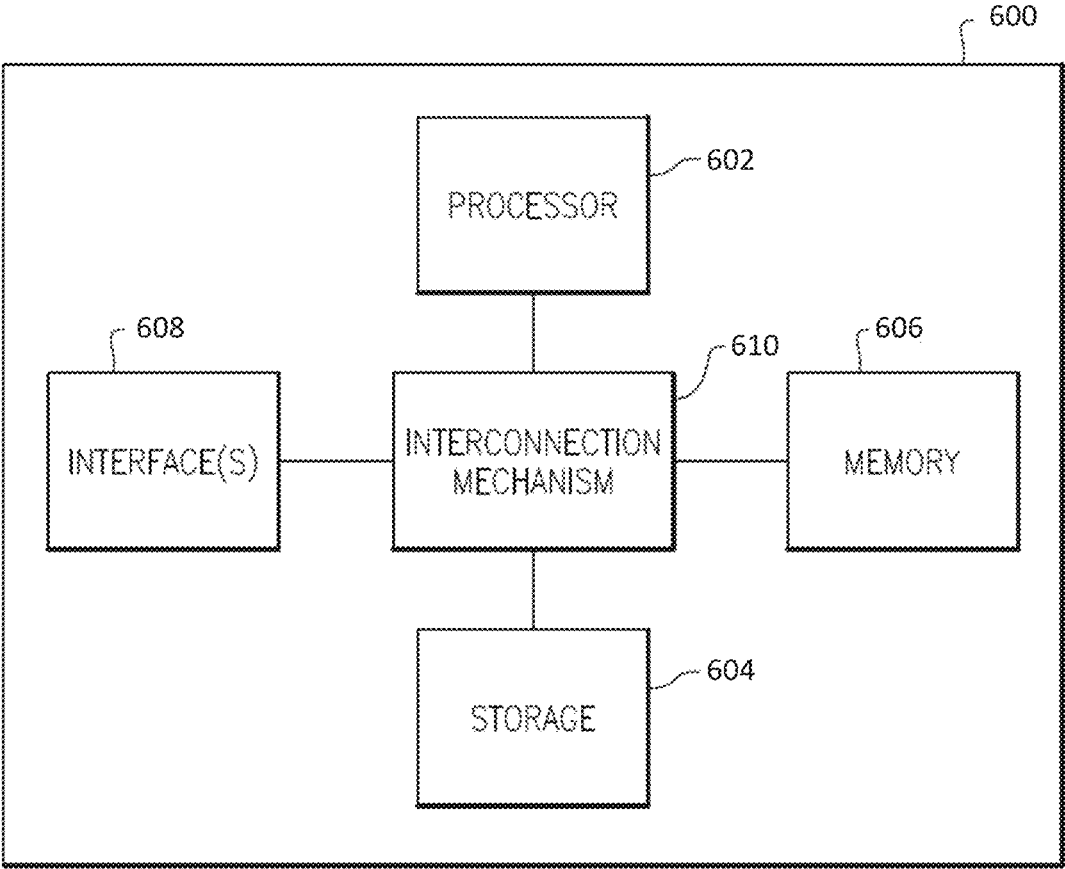 600
602
PROCESSOR
608
610
606
INTERFACE(S)
INTERCONNECTION
MECHANISM
MEMORY
604
STORAGE